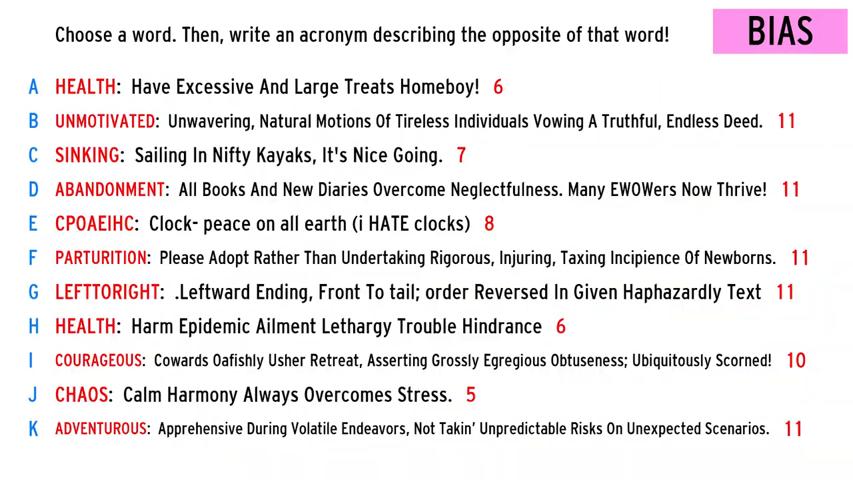 Choose a word. Then, write an acronym describing the opposite of that word!
BIAS
A HEALTH: Have Excessive And Large Treats Homeboy! 6
B UNMOTIVATED: Unwavering, Natural Motions Of Tireless Individuals Vowing A Truthful, Endless Deed. 11
C SINKING: Sailing In Nifty Kayaks, It's Nice Going. 7
D ABANDONMENT: All Books And New Diaries Overcome Neglectfulness. Many EWOWers Now Thrive! 11
E CPOAEIHC: Clock- peace on all earth (i HATE clocks) 8
F PARTURITION: Please Adopt Rather Than Undertaking Rigorous, Injuring, Taxing Incipience Of Newborns. 11
G LEFTTORIGHT: .Leftward Ending, Front To tail; order Reversed In Given Haphazardly Text 11
H HEALTH: Harm Epidemic Ailment Lethargy Trouble Hindrance 6
I COURAGEOUS: Cowards Oafishly Usher Retreat, Asserting Grossly Egregious Obtuseness; Ubiquitously Scorned! 10
J CHAOS: Calm Harmony Always Overcomes Stress. 5
K ADVENTUROUS: Apprehensive During Volatile Endeavors, Not Takin' Unpredictable Risks On Unexpected Scenarios. 11